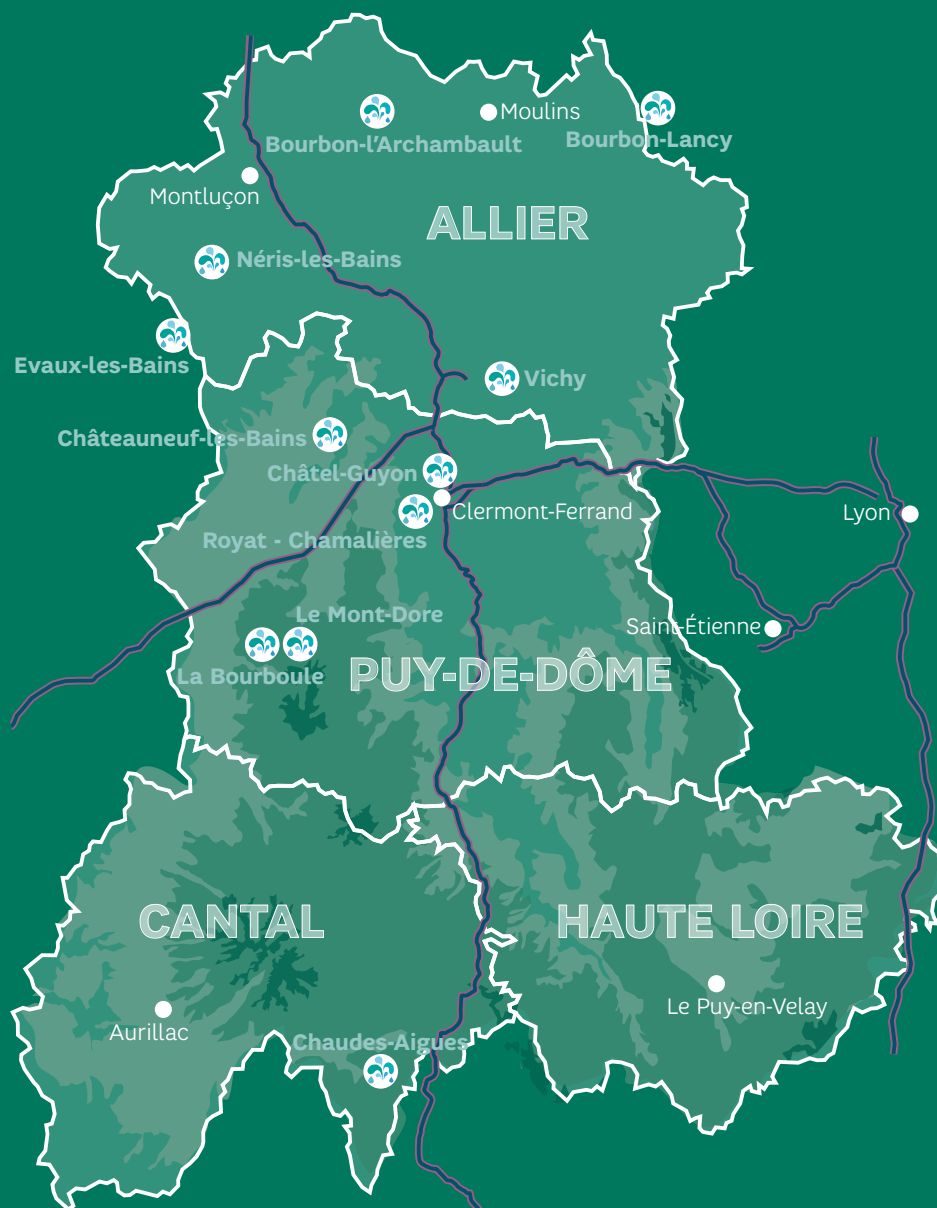 Moulins
Bourbon-l'Archambault
Bourbon-Lancy
Montluçon
ALLIER
Néris-les-Bains
Evaux-les-Bains
Vichy
Châteauneuf-les-Bains
Châtel-Guyon
Clermont-Ferrand
Lyon
Royat - Chamalières
Le Mont-Dore
Saint-Étienne
La Bourboule
PUY-DE-DÔME
CANTAL
HAUTE LOIRE
Le Puy-en-Velay
Aurillac
Chaudes-Aigues